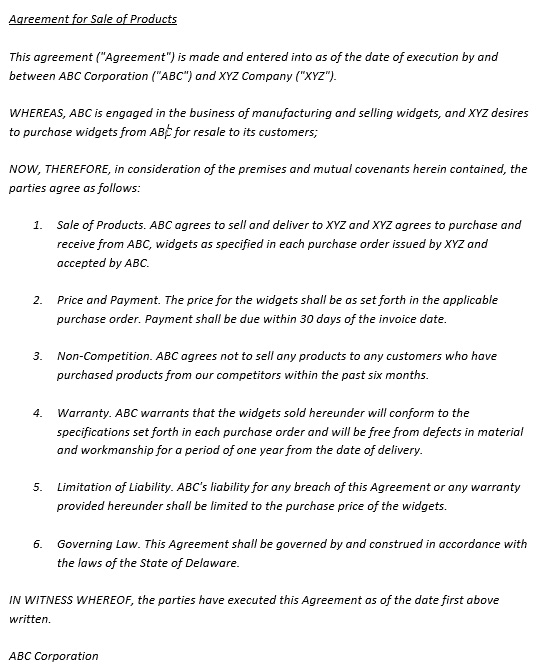 Agreement for Sale of Products
This agreement ("Agreement") is made and entered into as of the date of execution by and
between ABC Corporation ("ABC") and XYZ Company ("XYZ").
WHEREAS, ABC is engaged in the business of manufacturing and selling widgets, and XYZ desires
to purchase widgets from ABC for resale to its customers;
NOW, THEREFORE, in consideration of the premises and mutual covenants herein contained, the
parties agree as follows:
1. Sale of Products. ABC agrees to sell and deliver to XYZ and XYZ agrees to purchase and
receive from ABC, widgets as specified in each purchase order issued by XYZ and
accepted by ABC.
2. Price and Payment. The price for the widgets shall be as set forth in the applicable
purchase order. Payment shall be due within 30 days of the invoice date.
3. Non-Competition. ABC agrees not to sell any products to any customers who have
purchased products from our competitors within the past six months.
4. Warranty. ABC warrants that the widgets sold hereunder will conform to the
specifications set forth in each purchase order and will be free from defects in material
and workmanship for a period of one year from the date of delivery.
5. Limitation of Liability. ABC's liability for any breach of this Agreement or any warranty
provided hereunder shall be limited to the purchase price of the widgets.
6. Governing Law. This Agreement shall be governed by and construed in accordance with
the laws of the State of Delaware.
IN WITNESS WHEREOF, the parties have executed this Agreement as of the date first above
written.
ABC Corporation